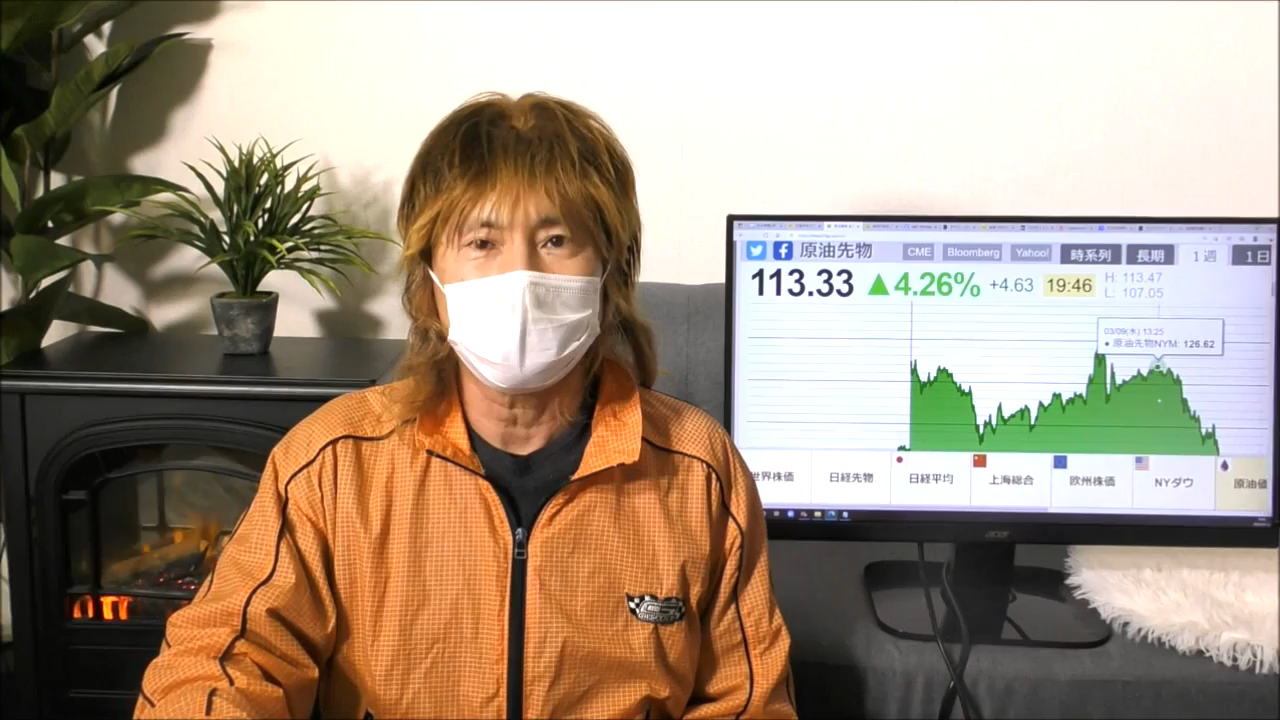 原油先物 CME Bloomberg Yahoo! 時系列 長期 1週 1日
113.33 ▲4.26% +4.63 19:46 H: 113.47
L: 107.05
03/09(水) 13:25
● 原油先物NYM: 126.62
世界株価 日経先物 日経平均 上海総合 欧州株価 NYダウ 原油価
acer